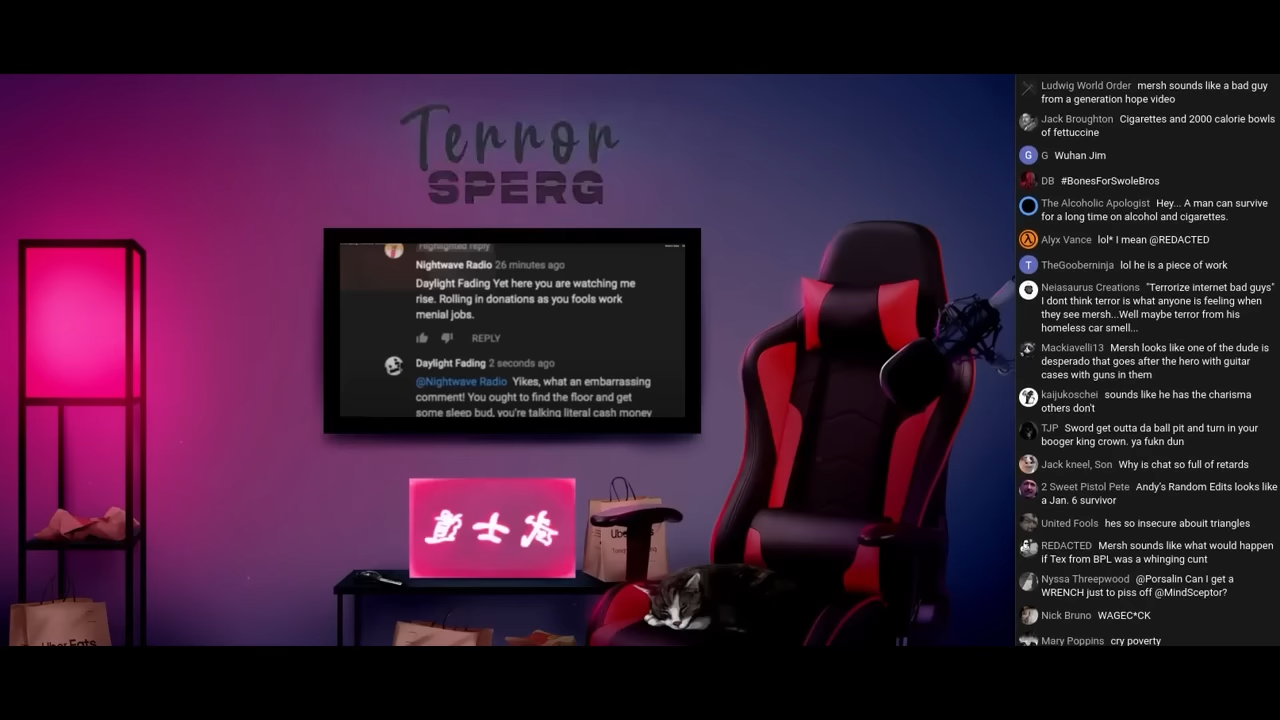 Terror
SPERG
Highlighted reply
Nightwave Radio 26 minutes ago
Daylight Fading Yet here you are watching me
rise. Rolling in donations as you fools work
menial jobs.
REPLY
Daylight Fading 2 seconds ago
@Nightwave Radio Yikes, what an embarrassing
comment! You ought to find the floor and get
some sleep bud, you're talking literal cash money
Uber Eats
Ludwig World Order mersh sounds like a bad guy
from a generation hope video
Jack Broughton Cigarettes and 2000 calorie bowls
of fettuccine
G G Wuhan Jim
DB #BonesForSwoleBros
The Alcoholic Apologist Hey... A man can survive
for a long time on alcohol and cigarettes.
Alyx Vance lol* I mean @REDACTED
T TheGooberninja lol he is a piece of work
Neiasaurus Creations "Terrorize internet bad guys"
I dont think terror is what anyone is feeling when
they see mersh...Well maybe terror from his
homeless car smell...
Mackiavelli13 Mersh looks like one of the dude is
desperado that goes after the hero with guitar
cases with guns in them
kaijukoschei sounds like he has the charisma
others don't
TJP Sword get outta da ball pit and turn in your
booger king crown. ya fukn dun
Jack kneel, Son Why is chat so full of retards
2 Sweet Pistol Pete Andy's Random Edits looks like
a Jan. 6 survivor
United Fools hes so insecure abouit triangles
REDACTED Mersh sounds like what would happen
if Tex from BPL was a whinging cunt
Nyssa Threepwood @Porsalin Can I get a
WRENCH just to piss off @MindSceptor?
Nick Bruno WAGEC*CK
Mary Poppins cry poverty